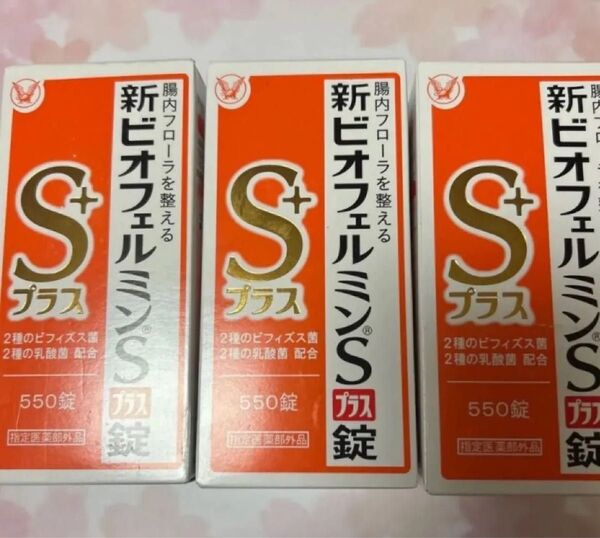 腸内フローラを整える
新ビオフェルミン®S
プラス
錠
S+
プラス
2種のビフィズス菌
2種の乳酸菌 配合
550錠
指定医薬部外品
腸内フローラを整える
新ビオフェルミン®S
プラス
錠
S+
プラス
2種のビフィズス菌
2種の乳酸菌 配合
550錠
指定医薬部外品
腸内フロ
新ビオフェルミンS
プラス
錠
S+
プラス
2種のビフィズス菌
2種の乳酸菌 配合
550錠
指定医薬部外品